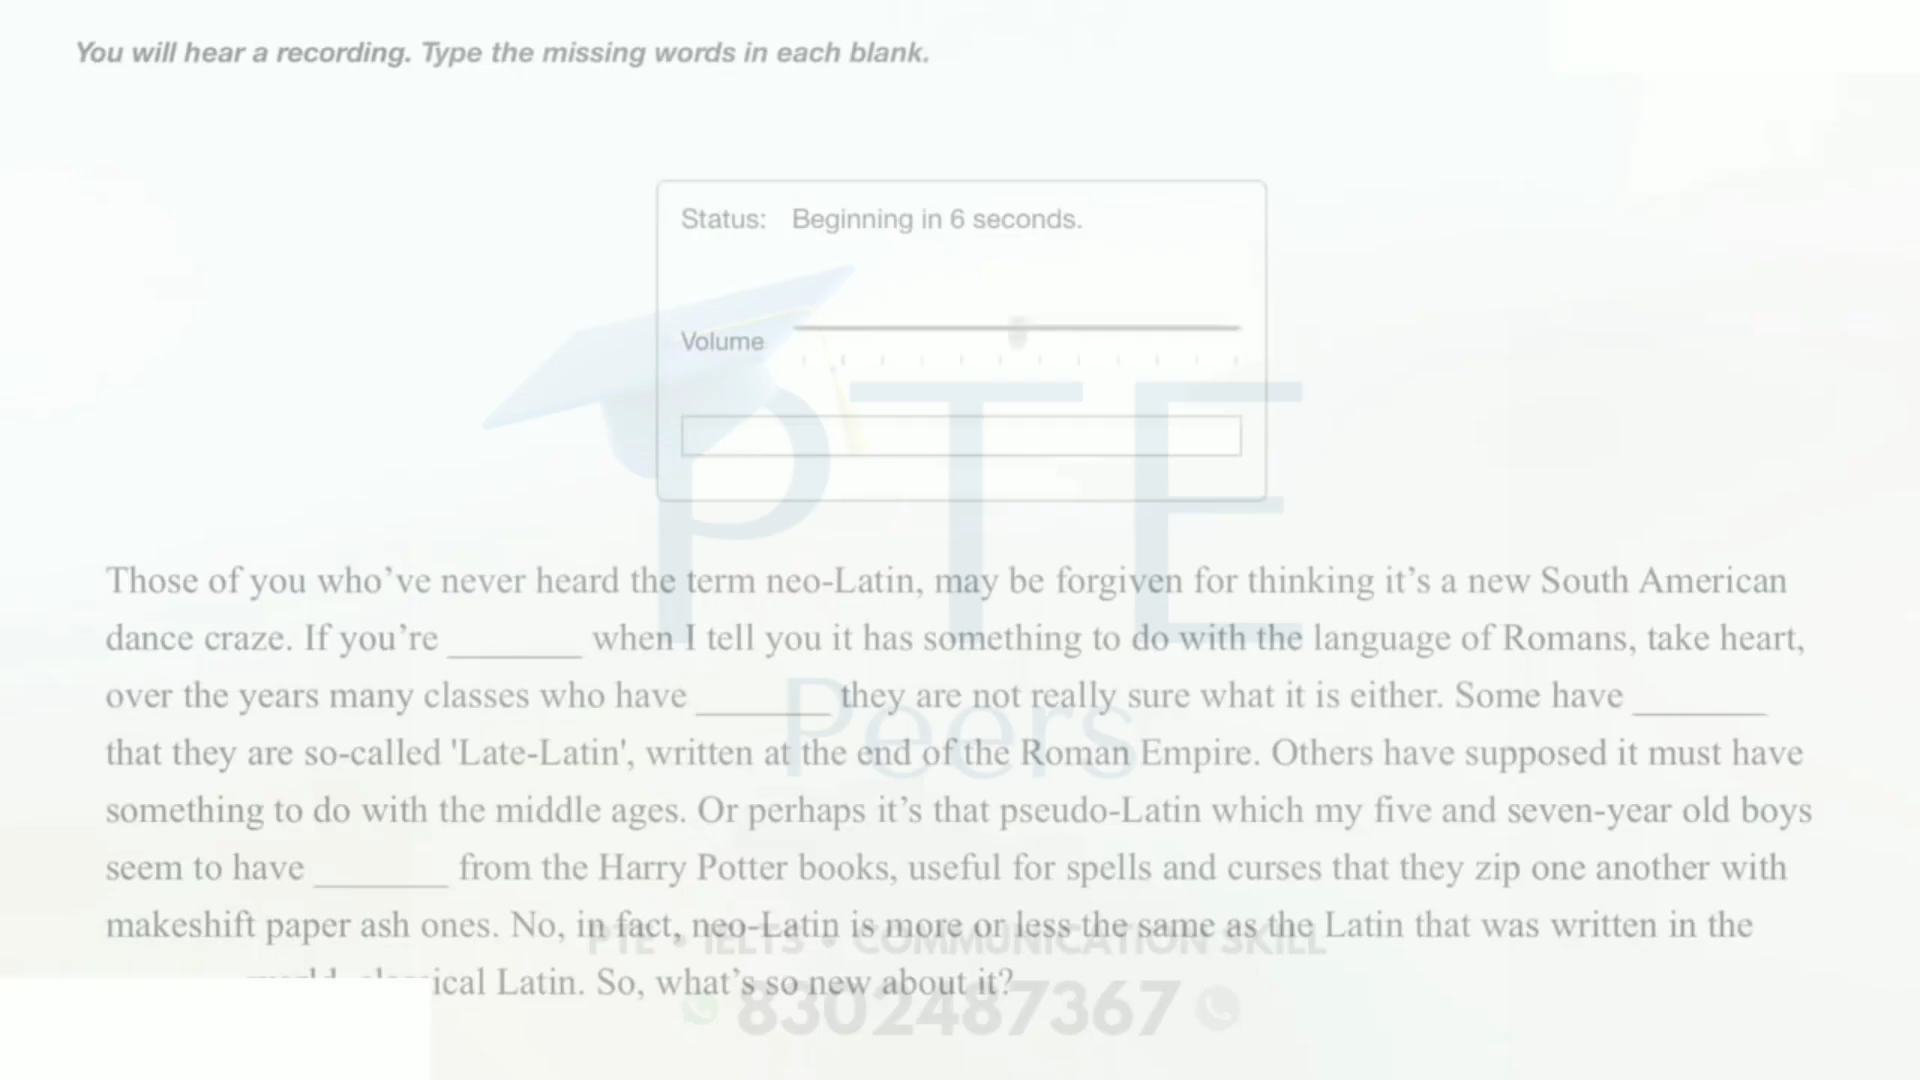 You will hear a recording. Type the missing words in each blank.
Status: Beginning in 6 seconds.
Volume
PTE
Peers
Those of you who’ve never heard the term neo-Latin, may be forgiven for thinking it’s a new South American
dance craze. If you’re _______ when I tell you it has something to do with the language of Romans, take heart,
over the years many classes who have _______ they are not really sure what it is either. Some have _______
that they are so-called 'Late-Latin', written at the end of the Roman Empire. Others have supposed it must have
something to do with the middle ages. Or perhaps it’s that pseudo-Latin which my five and seven-year old boys
seem to have _______ from the Harry Potter books, useful for spells and curses that they zip one another with
makeshift paper ash ones. No, in fact, neo-Latin is more or less the same as the Latin that was written in the
ical Latin. So, what’s so new about it?
PTE • IELTS • COMMUNICATION SKILL
8302487367